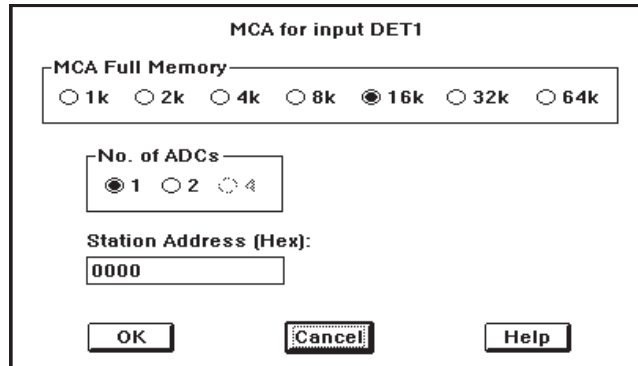 MCA for input DET1
MCA Full Memory
1k 2k 4k 8k 16k 32k 64k
No. of ADCs
1 2 4
Station Address (Hex):
0000
OK Cancel Help